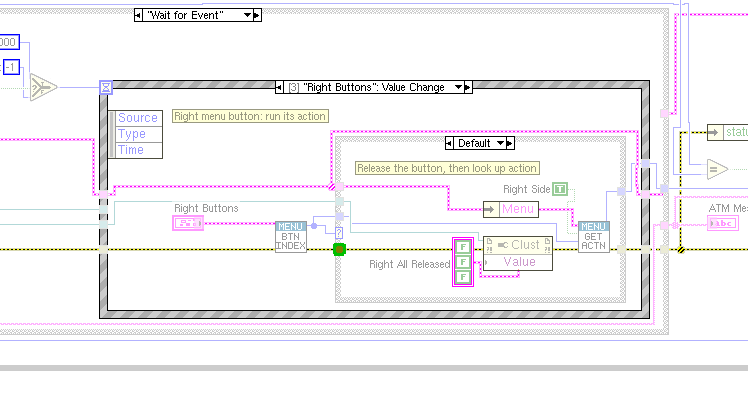 "Wait for Event"
000
-1
[3] "Right Buttons": Value Change
Source
Type
Time
Right menu button: run its action
Default
Release the button, then look up action
Right Side
T
Right Buttons
Menu
MENU
BTN
INDEX
?
MENU
GET
ACTN
Clust
Value
Right All Released
F
F
F
statu
=
ATM Me
abc